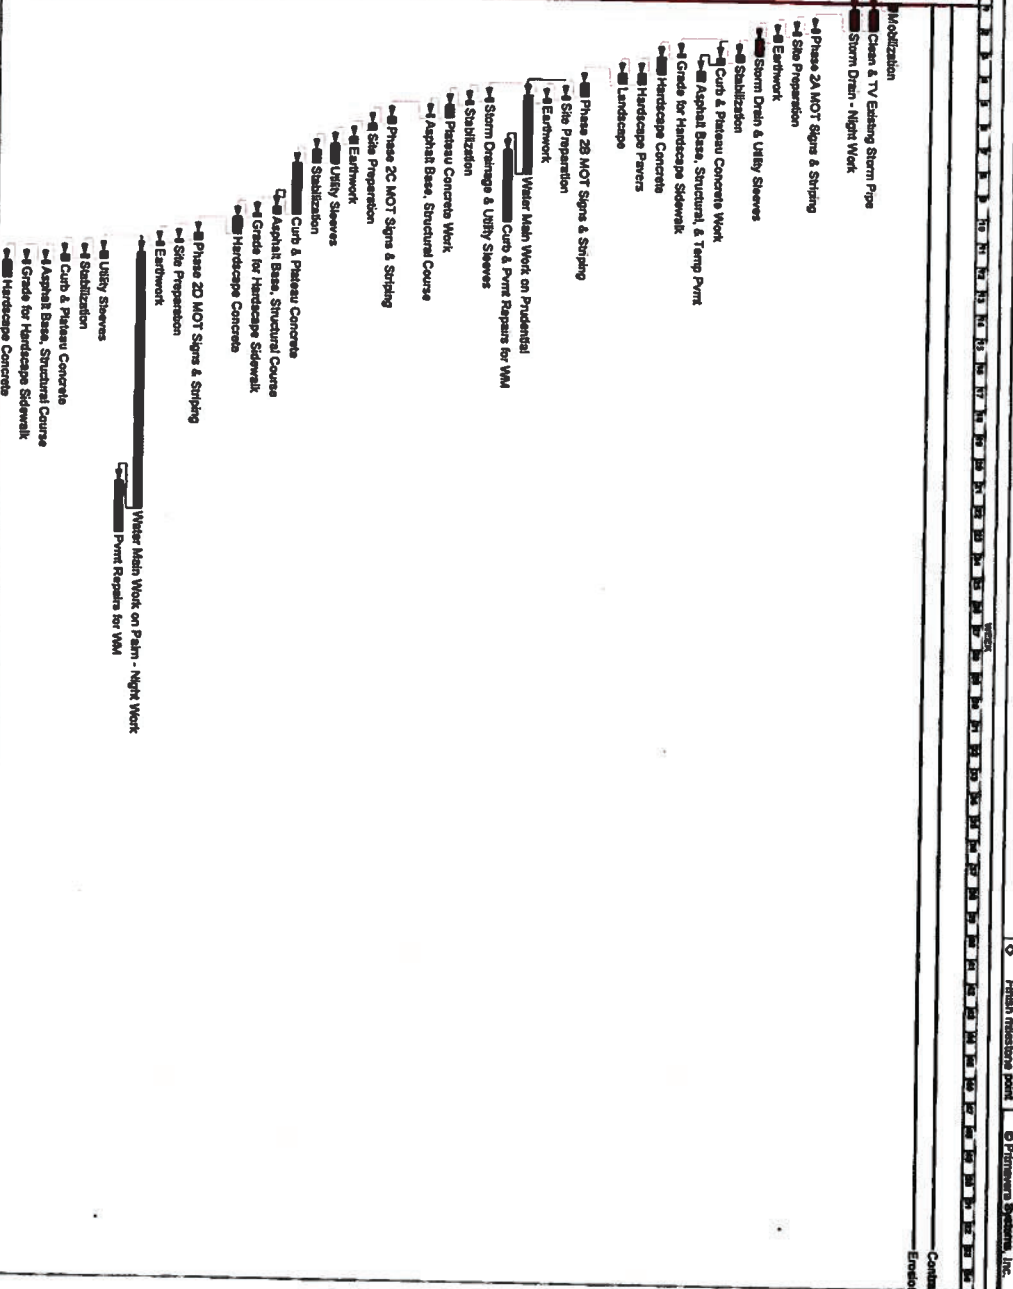 Finish milestone point
© Primavera Systems, Inc.
WEEK
Mobilization
Clean & TV Existing Storm Pipe
Storm Drain - Night Work
Phase 2A MOT Signs & Striping
Site Preparation
Earthwork
Storm Drain & Utility Sleeves
Stabilization
Curb & Plateau Concrete Work
Asphalt Base, Structural, & Temp Pvmt
Grade for Hardscape Sidewalk
Hardscape Concrete
Hardscape Pavers
Landscape
Phase 2B MOT Signs & Striping
Site Preparation
Earthwork
Water Main Work on Prudential
Curb & Pvmt Repairs for WM
Storm Drainage & Utility Sleeves
Stabilization
Plateau Concrete Work
Asphalt Base, Structural Course
Phase 2C MOT Signs & Striping
Site Preparation
Earthwork
Utility Sleeves
Stabilization
Curb & Plateau Concrete
Asphalt Base, Structural Course
Grade for Hardscape Sidewalk
Hardscape Concrete
Phase 2D MOT Signs & Striping
Site Preparation
Earthwork
Water Main Work on Palm - Night Work
Pvmt Repairs for WM
Utility Sleeves
Stabilization
Curb & Plateau Concrete
Asphalt Base, Structural Course
Grade for Hardscape Sidewalk
Hardscape Concrete